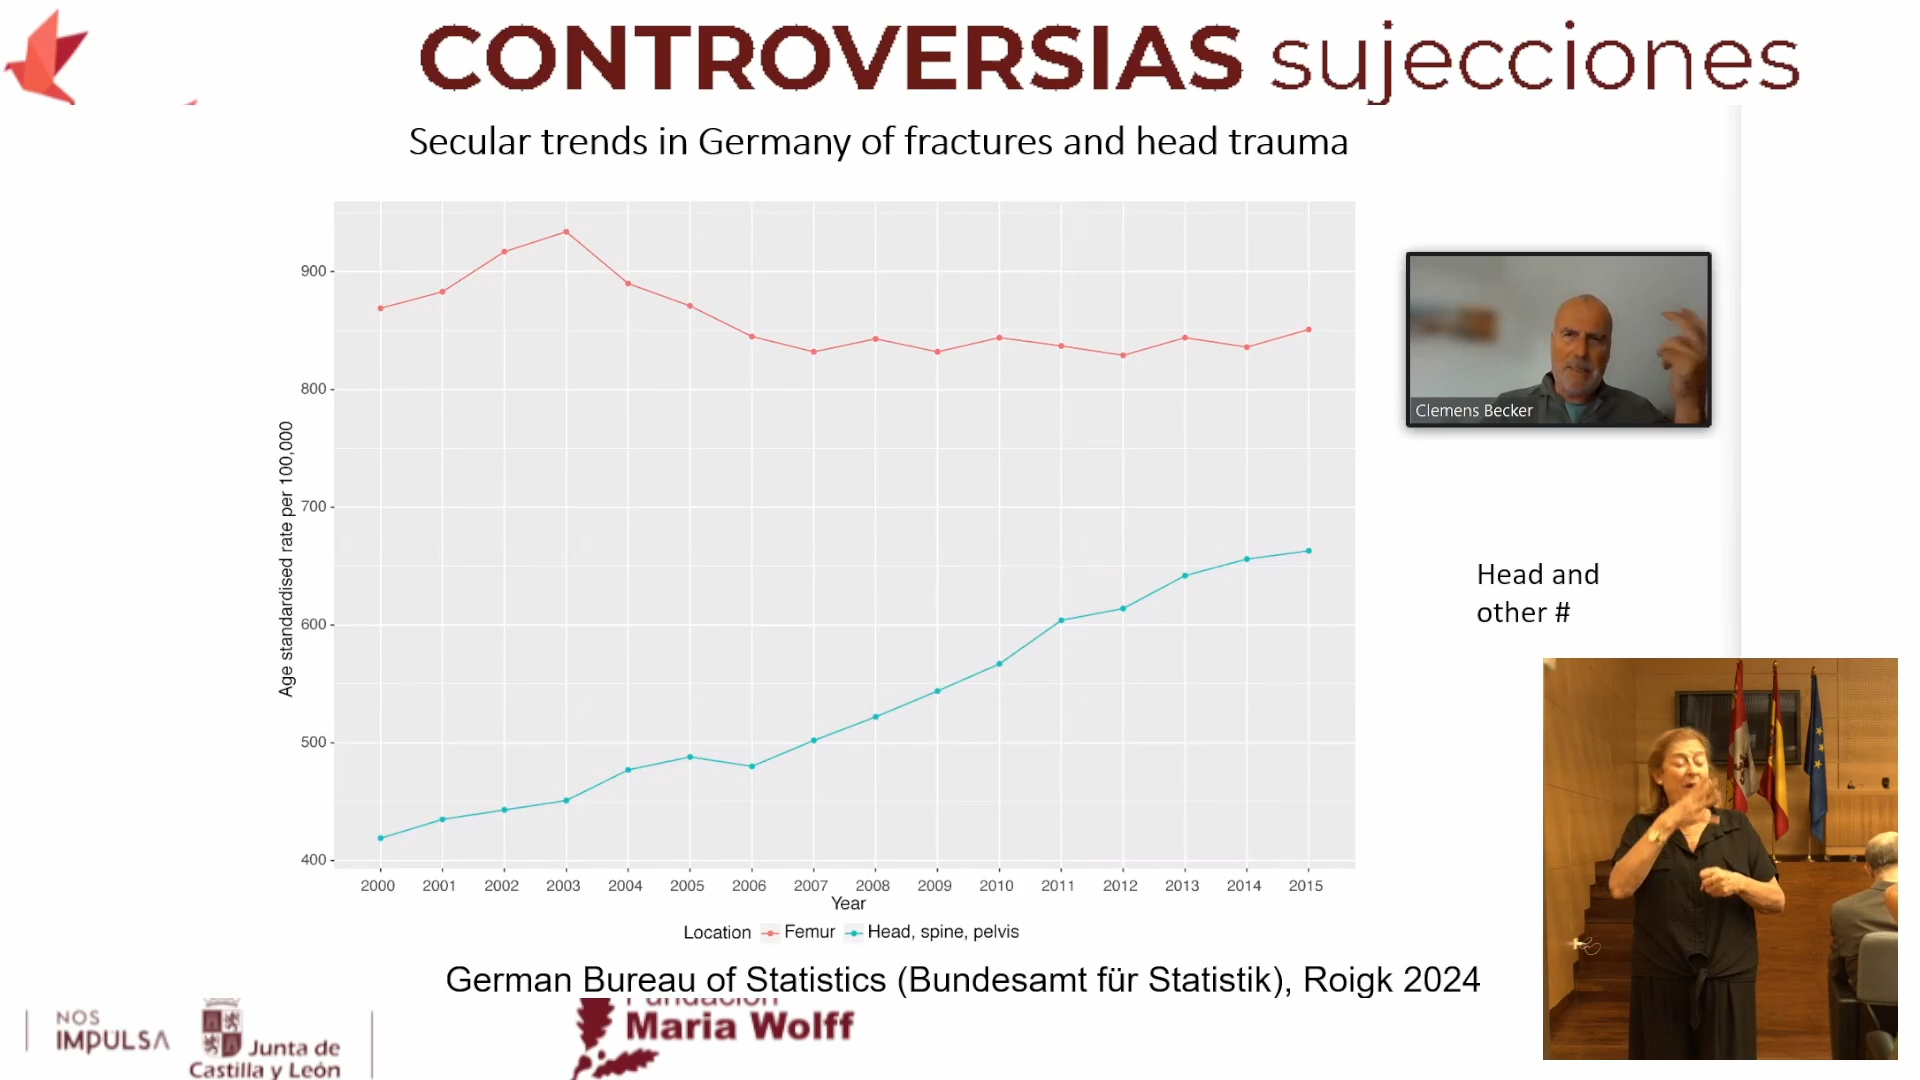 CONTROVERSIAS sujecciones
Secular trends in Germany of fractures and head trauma
Age standardised rate per 100,000
900
800
700
600
500
400
2000 2001 2002 2003 2004 2005 2006 2007 2008 2009 2010 2011 2012 2013 2014 2015
Year
Location Femur Head, spine, pelvis
Clemens Becker
Head and
other #
German Bureau of Statistics (Bundesamt für Statistik), Roigk 2024
NOS
IMPULSA
Junta de
Castilla y León
Fundación
Maria Wolff